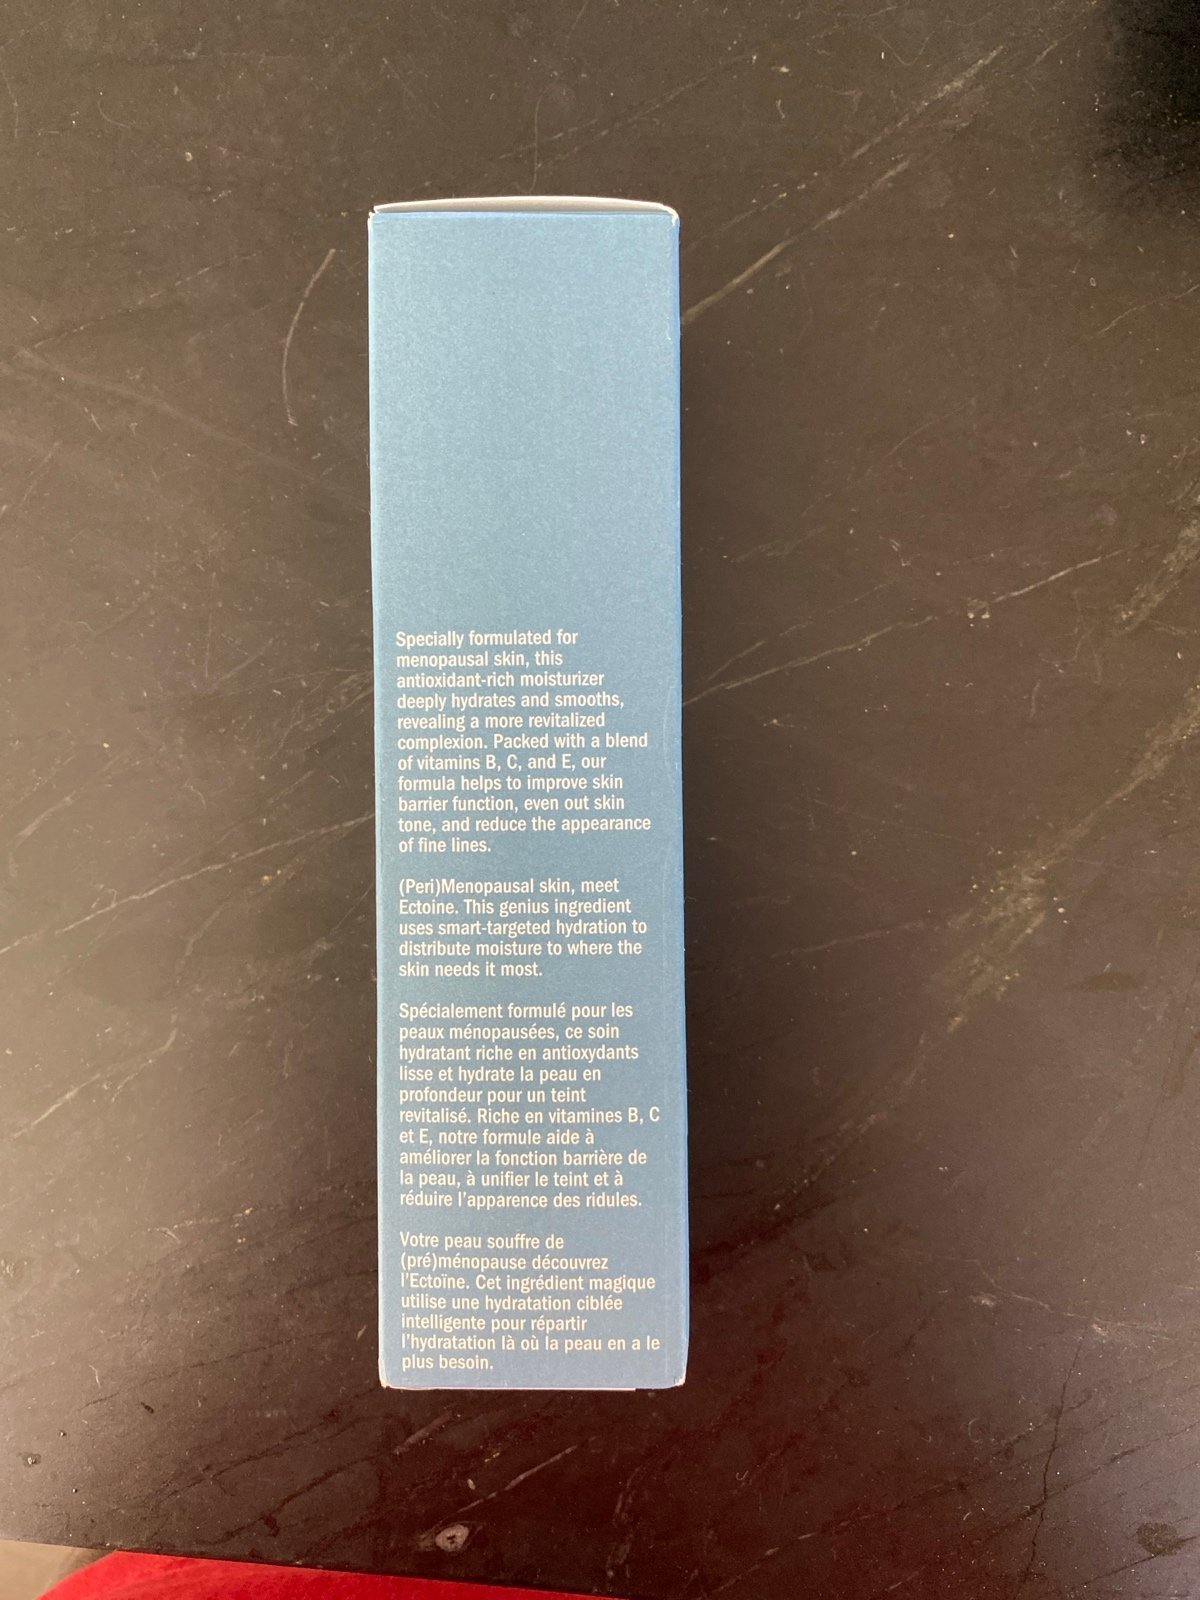 Specially formulated for
menopausal skin, this
antioxidant-rich moisturizer
deeply hydrates and smooths,
revealing a more revitalized
complexion. Packed with a blend
of vitamins B, C, and E, our
formula helps to improve skin
barrier function, even out skin
tone, and reduce the appearance
of fine lines.
(Peri)Menopausal skin, meet
Ectoine. This genius ingredient
uses smart-targeted hydration to
distribute moisture to where the
skin needs it most.
Spécialement formulé pour les
peaux ménopausées, ce soin
hydratant riche en antioxydants
lisse et hydrate la peau en
profondeur pour un teint
revitalisé. Riche en vitamines B, C
et E, notre formule aide à
améliorer la fonction barrière de
la peau, à unifier le teint et à
réduire l'apparence des ridules.
Votre peau souffre de
(pré)ménopause découvrez
l'Ectoïne. Cet ingrédient magique
utilise une hydratation ciblée
intelligente pour répartir
l'hydratation là où la peau en a le
plus besoin.